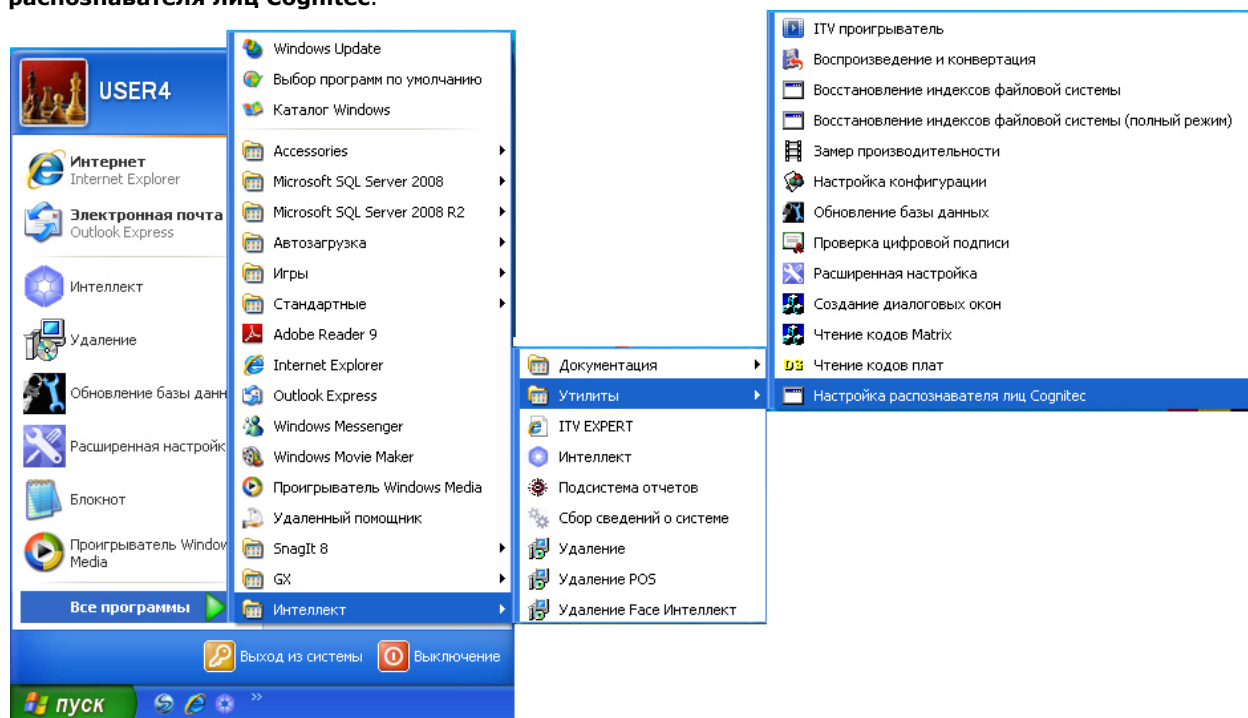 распознавателя лиц Cognitec.
USER4
Интернет
Internet Explorer
Электронная почта
Outlook Express
Интеллект
Удаление
Обновление базы данн
Расширенная настройк
Блокнот
Проигрыватель Window
Media
Все программы
Выход из системы
Выключение
пуск
»
Windows Update
Выбор программ по умолчанию
Каталог Windows
Accessories
Microsoft SQL Server 2008
Microsoft SQL Server 2008 R2
Автозагрузка
Игры
Стандартные
Adobe Reader 9
Internet Explorer
Outlook Express
Windows Messenger
Windows Movie Maker
Проигрыватель Windows Media
Удаленный помощник
SnagIt 8
GX
Интеллект
Документация
Утилиты
ITV EXPERT
Интеллект
Подсистема отчетов
Сбор сведений о системе
Удаление
Удаление POS
Удаление Face Интеллект
ITV проигрыватель
Воспроизведение и конвертация
Восстановление индексов файловой системы
Восстановление индексов файловой системы (полный режим)
Замер производительности
Настройка конфигурации
Обновление базы данных
Проверка цифровой подписи
Расширенная настройка
Создание диалоговых окон
Чтение кодов Matrix
Чтение кодов плат
Настройка распознавателя лиц Cognitec